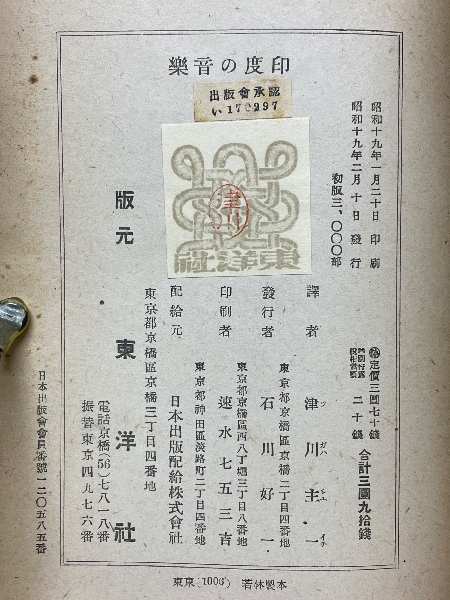 印度の音樂
出版會承認
い170297
東洋社
昭和十九年一月二十日印刷
昭和十九年二月十日發行
初版三、〇〇〇部
定價三圓七十錢
二十錢
合計三圓九拾錢
譯者 津川主一
ツガハシユイチ
東京都京橋區京橋二丁目四番地
發行者 石川好一
東京都京橋區西八丁堀三丁目八番地
印刷者 速水七五三吉
東京都神田區淡路町二丁目四番地
配給元 日本出版配給株式會社
東京都京橋區京橋三丁目四番地
版元 東洋社
電話京橋(56)七八一八番
振替東京四九七六番
日本出版會會員番號一二〇五八五番
東東(1006) 若林製本